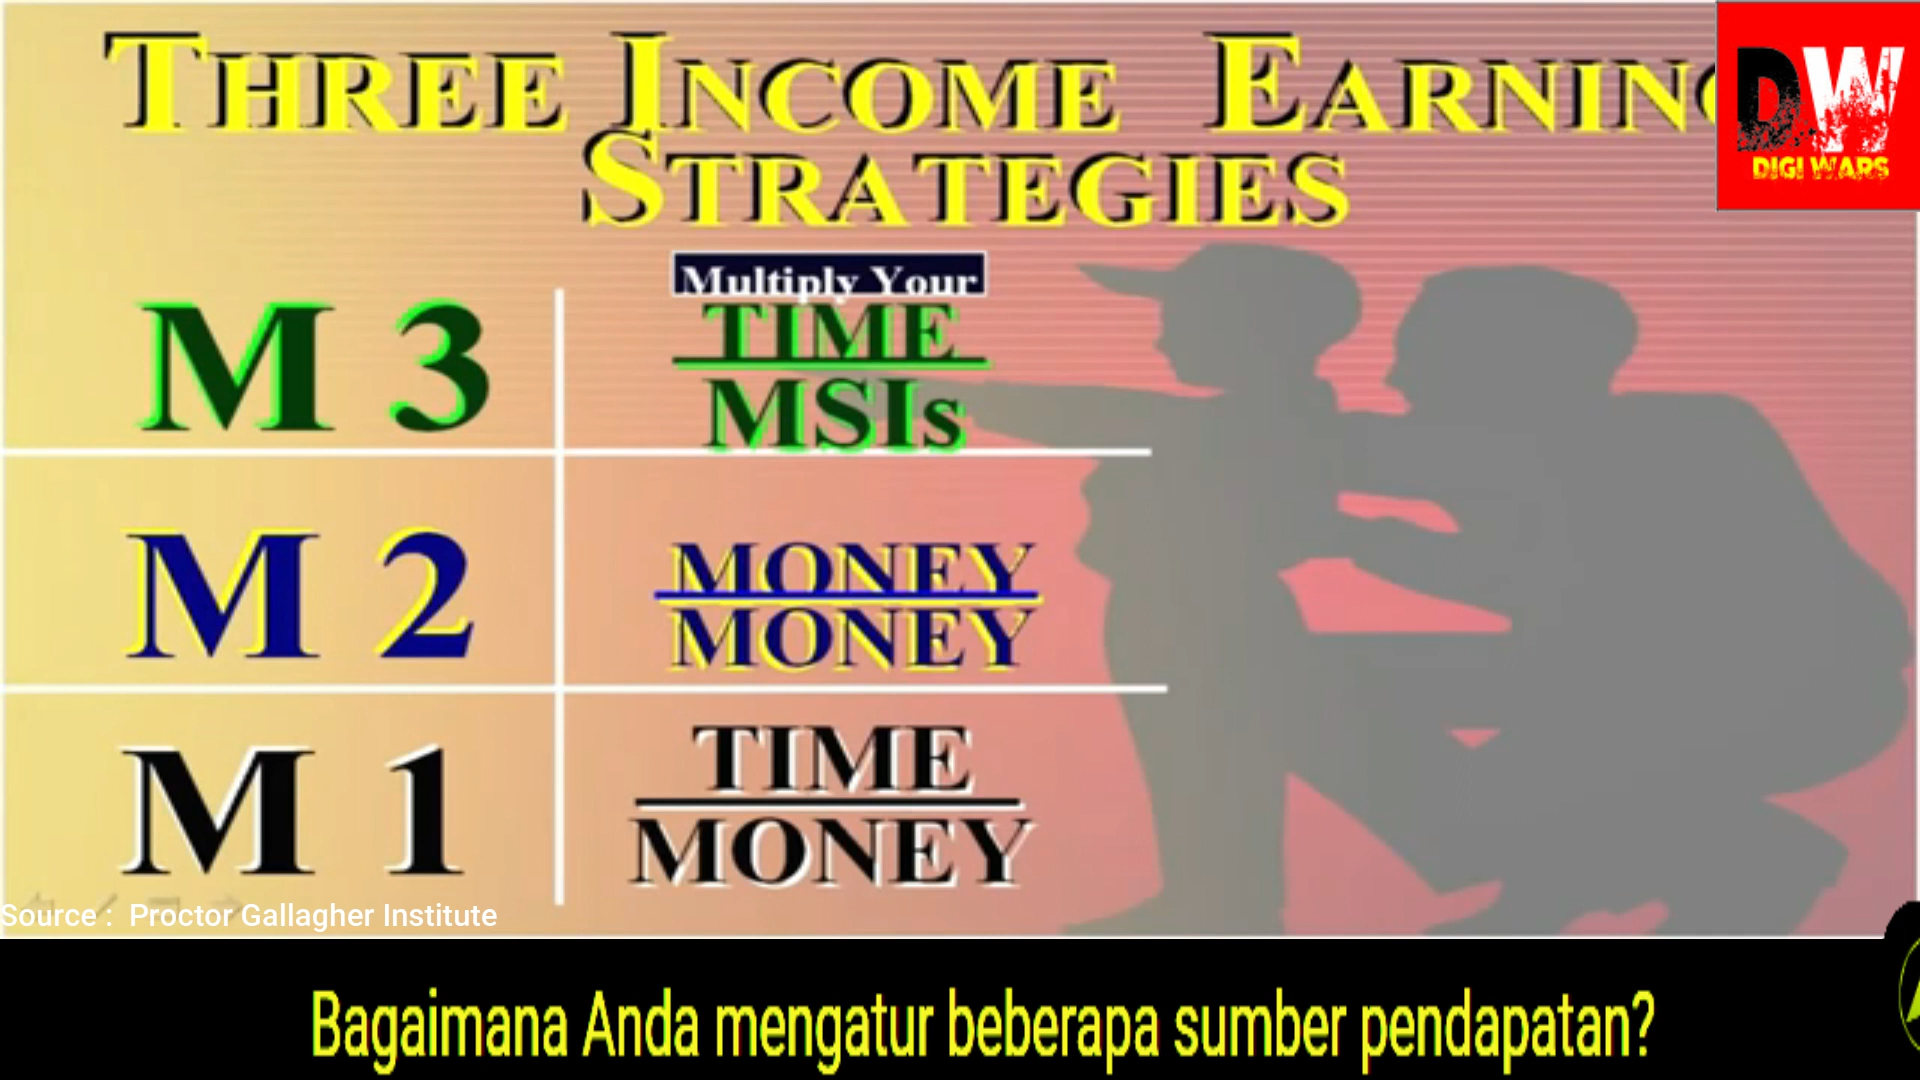 THREE INCOME EARNING
STRATEGIES
DW
DIGI WARS
Multiply Your
M 3
TIME
MSIs
M 2
MONEY
MONEY
M 1
TIME
MONEY
Source : Proctor Gallagher Institute
Bagaimana Anda mengatur beberapa sumber pendapatan?